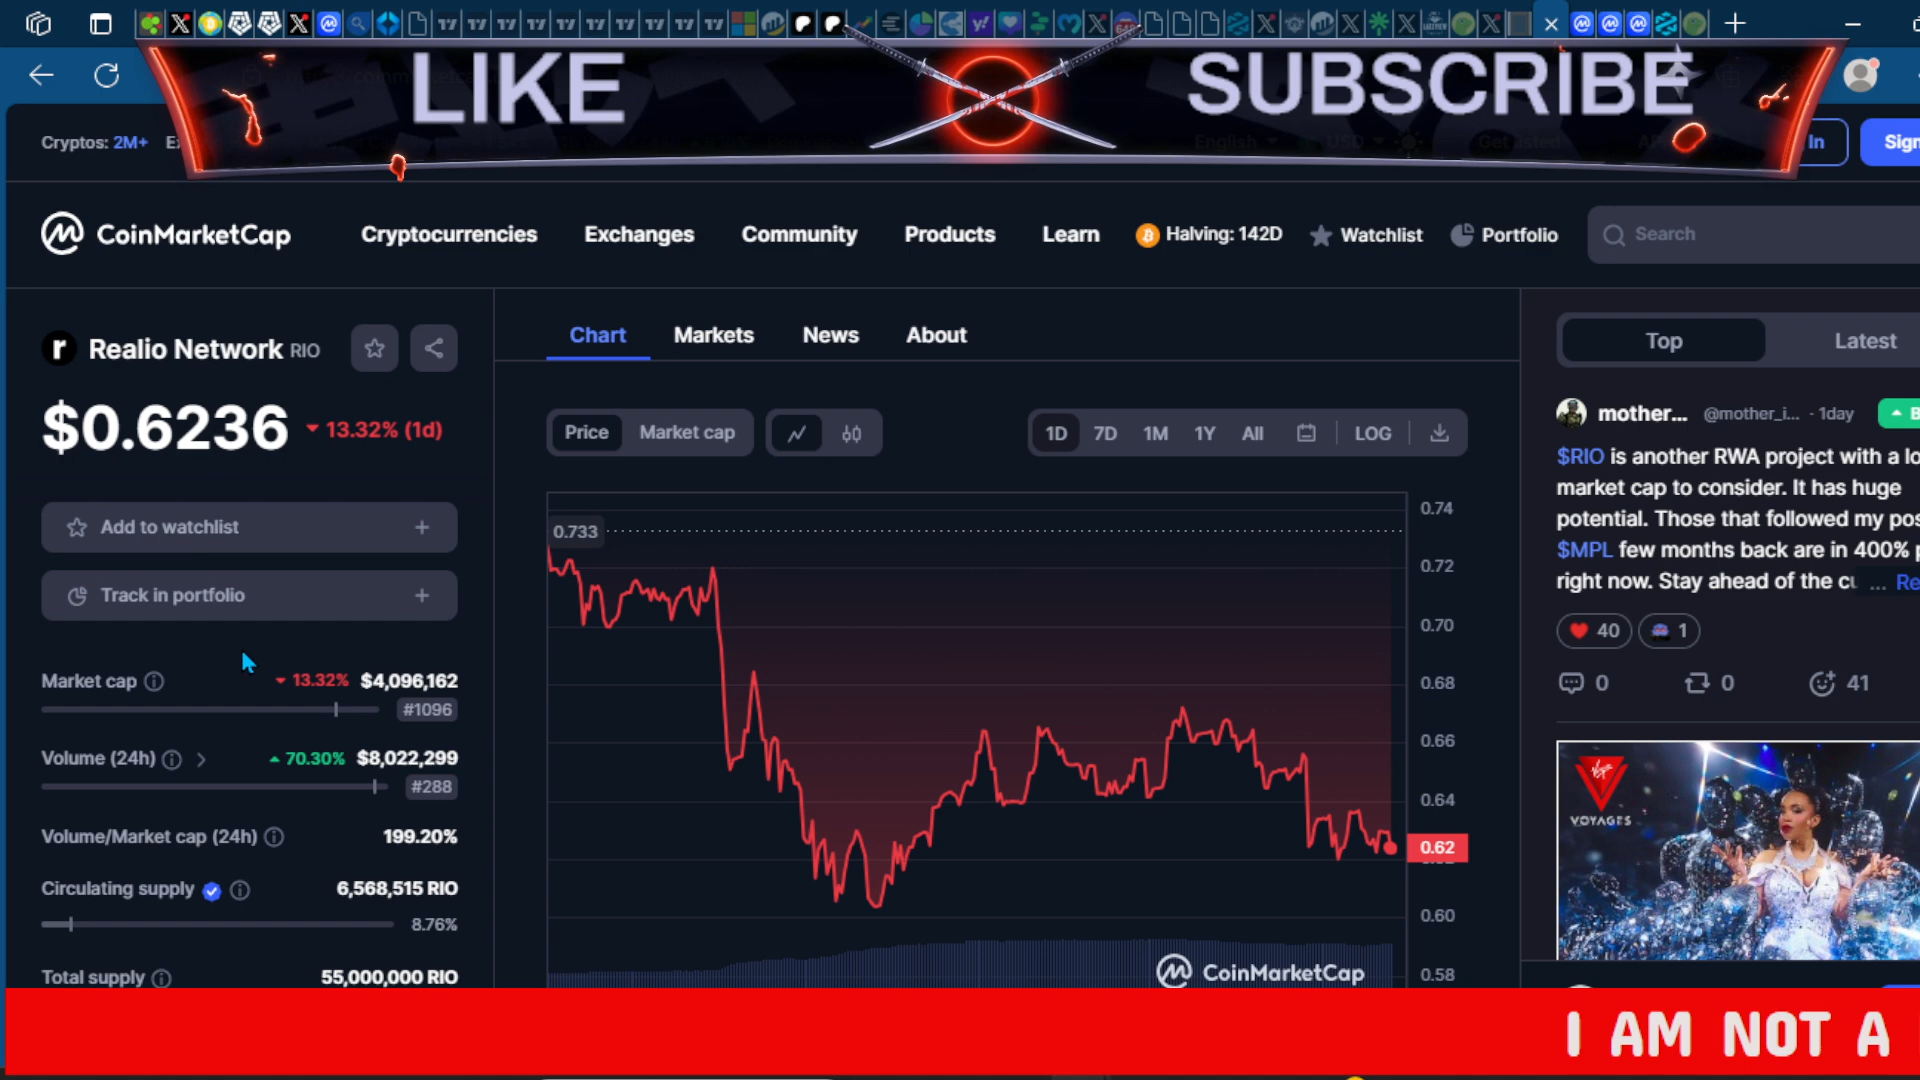 LIKE
SUBSCRIBE
Cryptos: 2M+
English
USD
In
Sign
CoinMarketCap
Cryptocurrencies
Exchanges
Community
Products
Learn
Halving: 142D
Watchlist
Portfolio
Search
Realio Network RIO
$0.6236
13.32% (1d)
Add to watchlist
Track in portfolio
Market cap
13.32% $4,096,162
#1096
Volume (24h)
70.30% $8,022,299
#288
Volume/Market cap (24h)
199.20%
Circulating supply
6,568,515 RIO
8.76%
Total supply
55,000,000 RIO
Chart
Markets
News
About
Price
Market cap
1D
7D
1M
1Y
All
LOG
0.733
0.74
0.72
0.70
0.68
0.66
0.64
0.62
0.60
0.58
CoinMarketCap
Top
Latest
mother... @mother_i... · 1day
$RIO is another RWA project with a lo
market cap to consider. It has huge
potential. Those that followed my pos
$MPL few months back are in 400% p
right now. Stay ahead of the cu ... Re
40
1
0
0
41
Virgin
VOYAGES
I AM NOT A